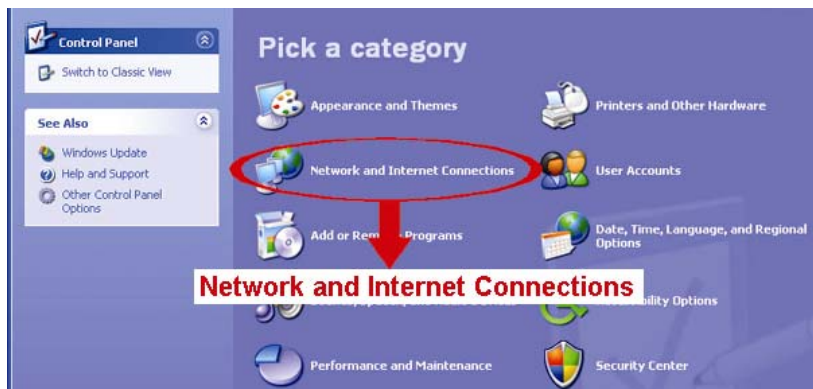 Control Panel
Switch to Classic View
See Also
Windows Update
Help and Support
Other Control Panel
Options
Pick a category
Appearance and Themes
Printers and Other Hardware
Network and Internet Connections
User Accounts
Add or Programs
Date, Time, Language, and Regional
Options
Network and Internet Connections
Options
Performance and Maintenance
Security Center